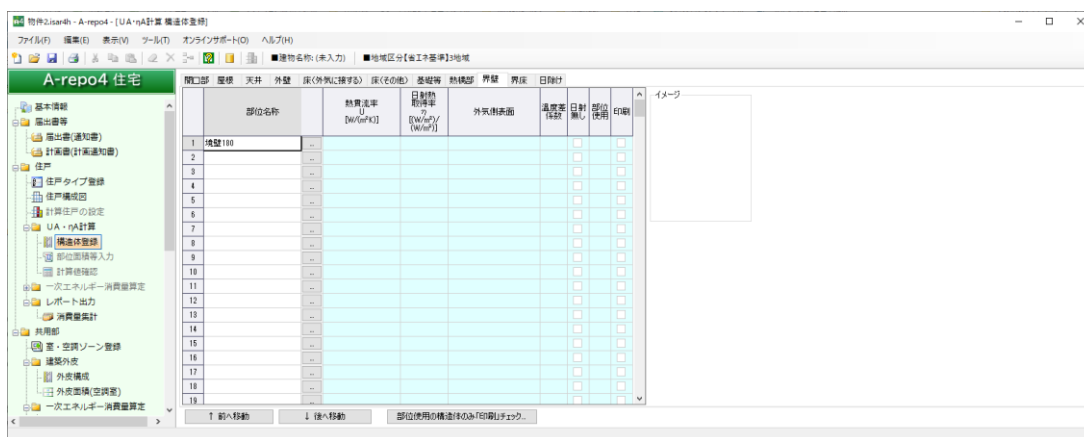 物件2.isar4h - A-repo4 - [UA・ηA計算 構造体登録]
ファイル(F) 編集(E) 表示(V) ツール(T) オンラインサポート(O) ヘルプ(H)
■建物名称: (未入力) ■地域区分[省エネ基準]3地域
A-repo4 住宅
基本情報
届出書等
届出書(通知書)
計画書(計画通知書)
住戸
住戸タイプ登録
住戸構成図
計算住戸の設定
UA・ηA計算
構造体登録
部位面積等入力
計算値確認
一次エネルギー消費量算定
レポート出力
消費量集計
共用部
室・空調ゾーン登録
建築外皮
外皮構成
外皮面積(空調室)
一次エネルギー消費量算定
開口部 屋根 天井 外壁 床(外気に接する) 床(その他) 基礎等 熱橋部 界壁 界床 日除け
部位名称
熱貫流率
U
[W/(m²K)]
日射熱
取得率
η
[(W/m²)/
(W/m²)]
外気側表面
温度差
係数
日射
無し
部位
使用
印刷
1 境壁180 ..
2 ..
3 ..
4 ..
5 ..
6 ..
7 ..
8 ..
9 ..
10 ..
11 ..
12 ..
13 ..
14 ..
15 ..
16 ..
17 ..
18 ..
19
イメージ
↑ 前へ移動 ↓ 後へ移動 部位使用の構造体のみ「印刷」チェック..